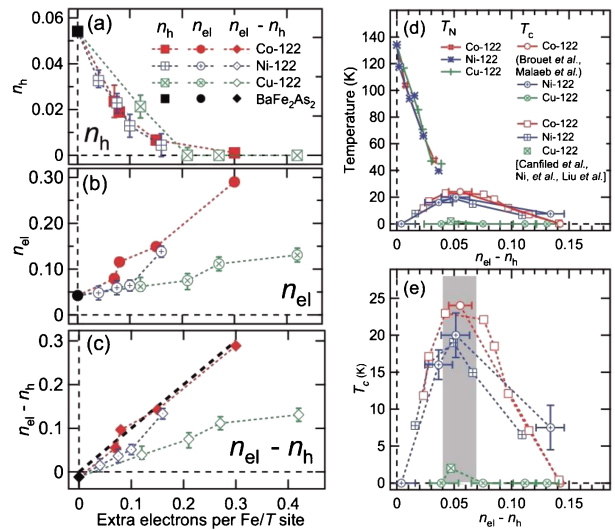 (a)
n_h n_el n_el - n_h
Co-122
Ni-122
Cu-122
BaFe2As2
n_h
0.06
0.04
0.02
0
n_h
(b)
0.30
0.20
0.10
0.00
n_el
n_el
(c)
0.3
0.2
0.1
0
n_el - n_h
n_el - n_h
0 0.1 0.2 0.3 0.4
Extra electrons per Fe/T site
(d)
T_N T_c
Co-122 Co-122
Ni-122 (Brouet et al.,
Cu-122 Malaeb et al.)
Ni-122
Cu-122
Co-122
Ni-122
Cu-122
[Canfiled et al.,
Ni, et al., Liu et al.]
Temperature (K)
160
140
120
100
80
60
40
20
0
0 0.05 0.10 0.15
n_el - n_h
(e)
T_c (K)
25
20
15
10
5
0
0 0.05 0.10 0.15
n_el - n_h